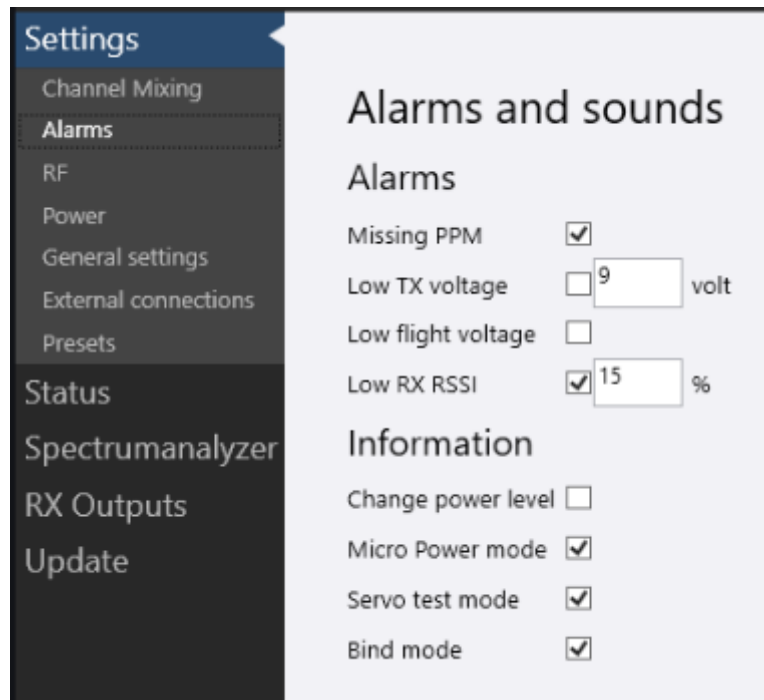 Settings
Channel Mixing
Alarms
RF
Power
General settings
External connections
Presets
Status
Spectrumanalyzer
RX Outputs
Update
Alarms and sounds
Alarms
Missing PPM
Low TX voltage 9 volt
Low flight voltage
Low RX RSSI 15 %
Information
Change power level
Micro Power mode
Servo test mode
Bind mode